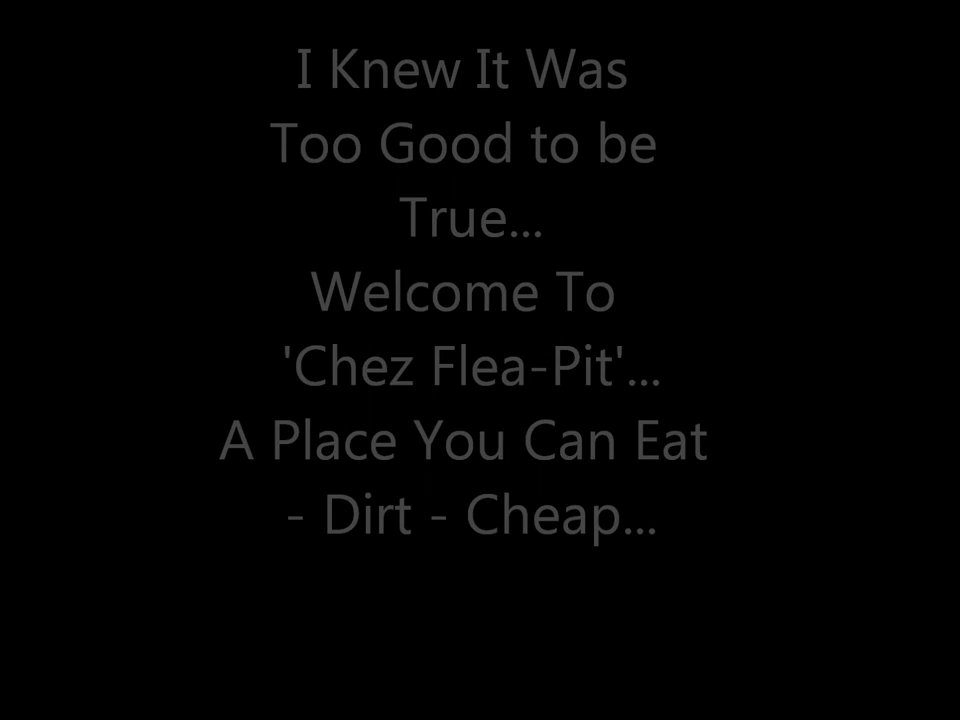 I Knew It Was
Too Good to be
True...
Welcome To
'Chez Flea-Pit'...
A Place You Can Eat
- Dirt - Cheap...